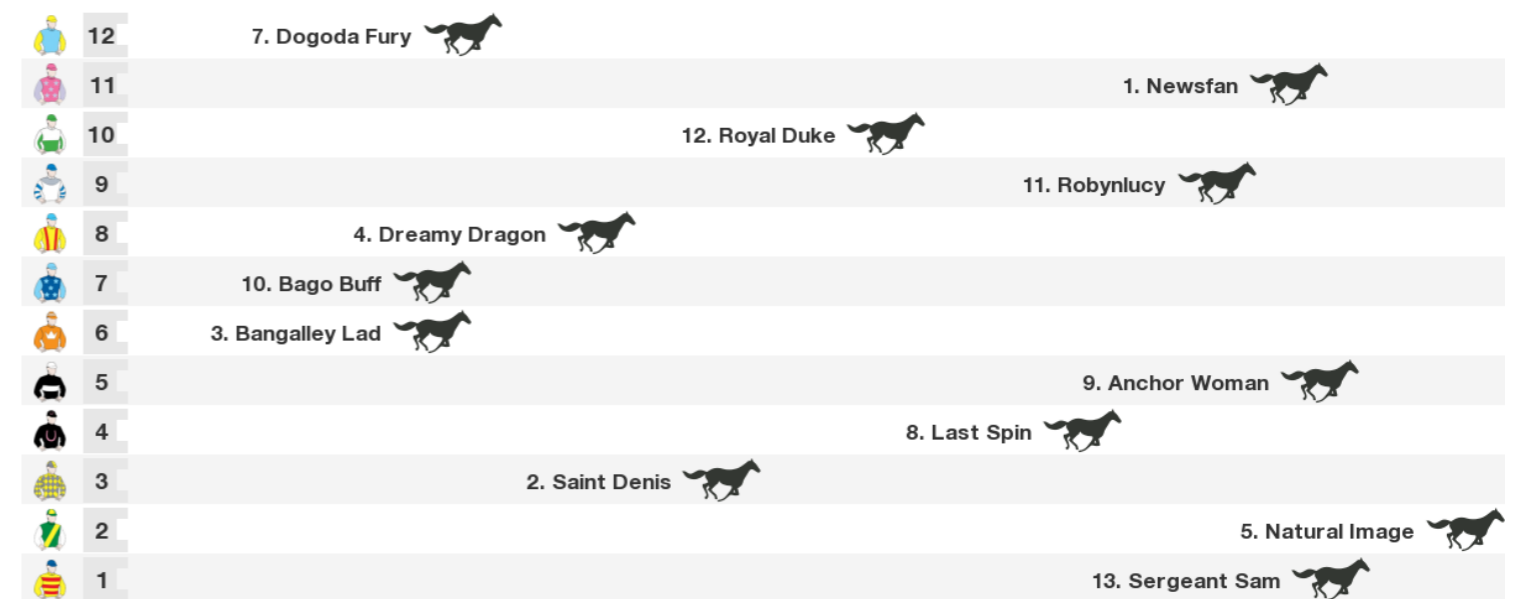 12 7. Dogoda Fury
11 1. Newsfan
10 12. Royal Duke
9 11. Robynlucy
8 4. Dreamy Dragon
7 10. Bago Buff
6 3. Bangalley Lad
5 9. Anchor Woman
4 8. Last Spin
3 2. Saint Denis
2 5. Natural Image
1 13. Sergeant Sam